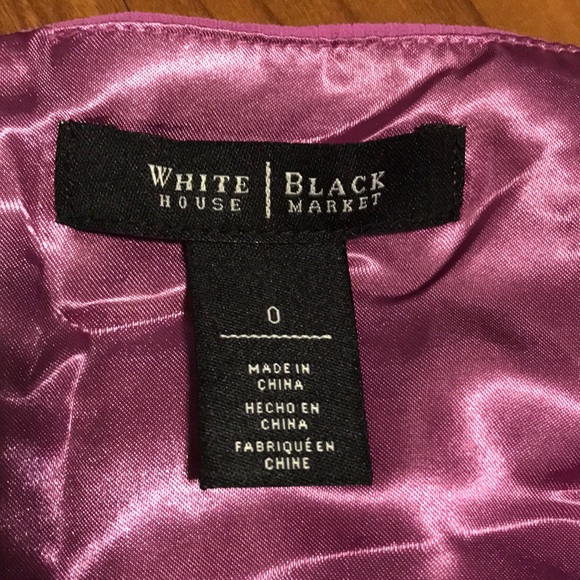 WHITE | BLACK
HOUSE | MARKET
0
MADE IN
CHINA
HECHO EN
CHINA
FABRIQUÉ EN
CHINE